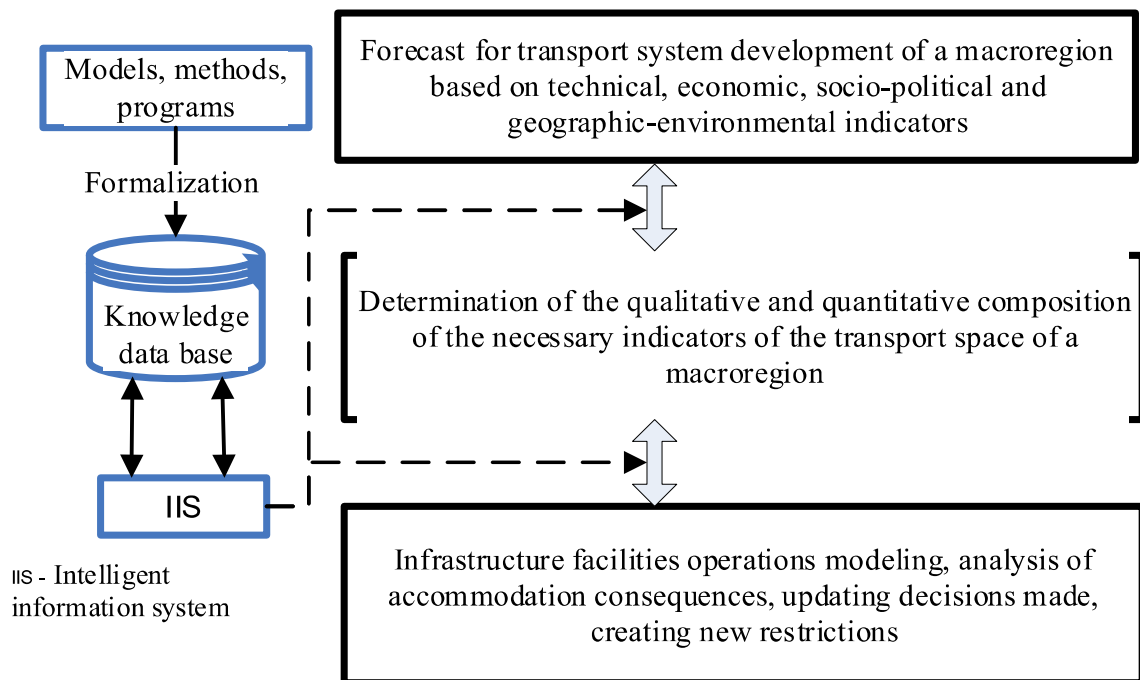 Models, methods,
programs
Formalization
Knowledge
data base
IIS
IIS - Intelligent
information system
Forecast for transport system development of a macroregion
based on technical, economic, socio-political and
geographic-environmental indicators
Determination of the qualitative and quantitative composition
of the necessary indicators of the transport space of a
macroregion
Infrastructure facilities operations modeling, analysis of
accommodation consequences, updating decisions made,
creating new restrictions